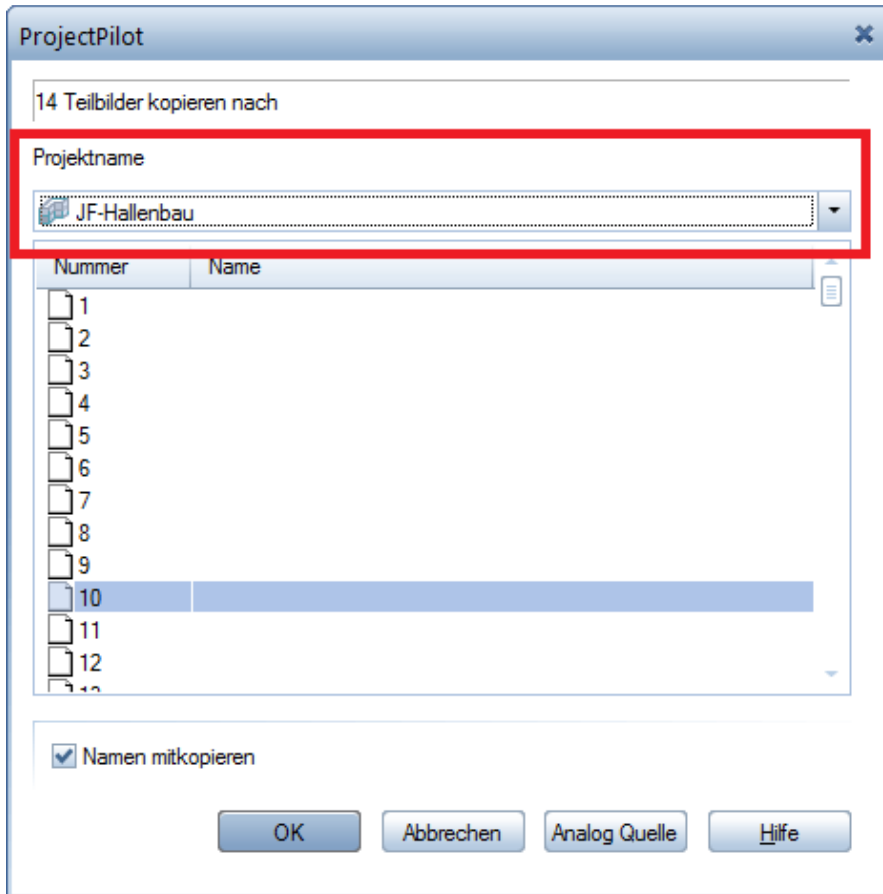 ProjectPilot
14 Teilbilder kopieren nach
Projektname
JF-Hallenbau
Nummer Name
1
2
3
4
5
6
7
8
9
10
11
12
Namen mitkopieren
OK Abbrechen Analog Quelle Hilfe